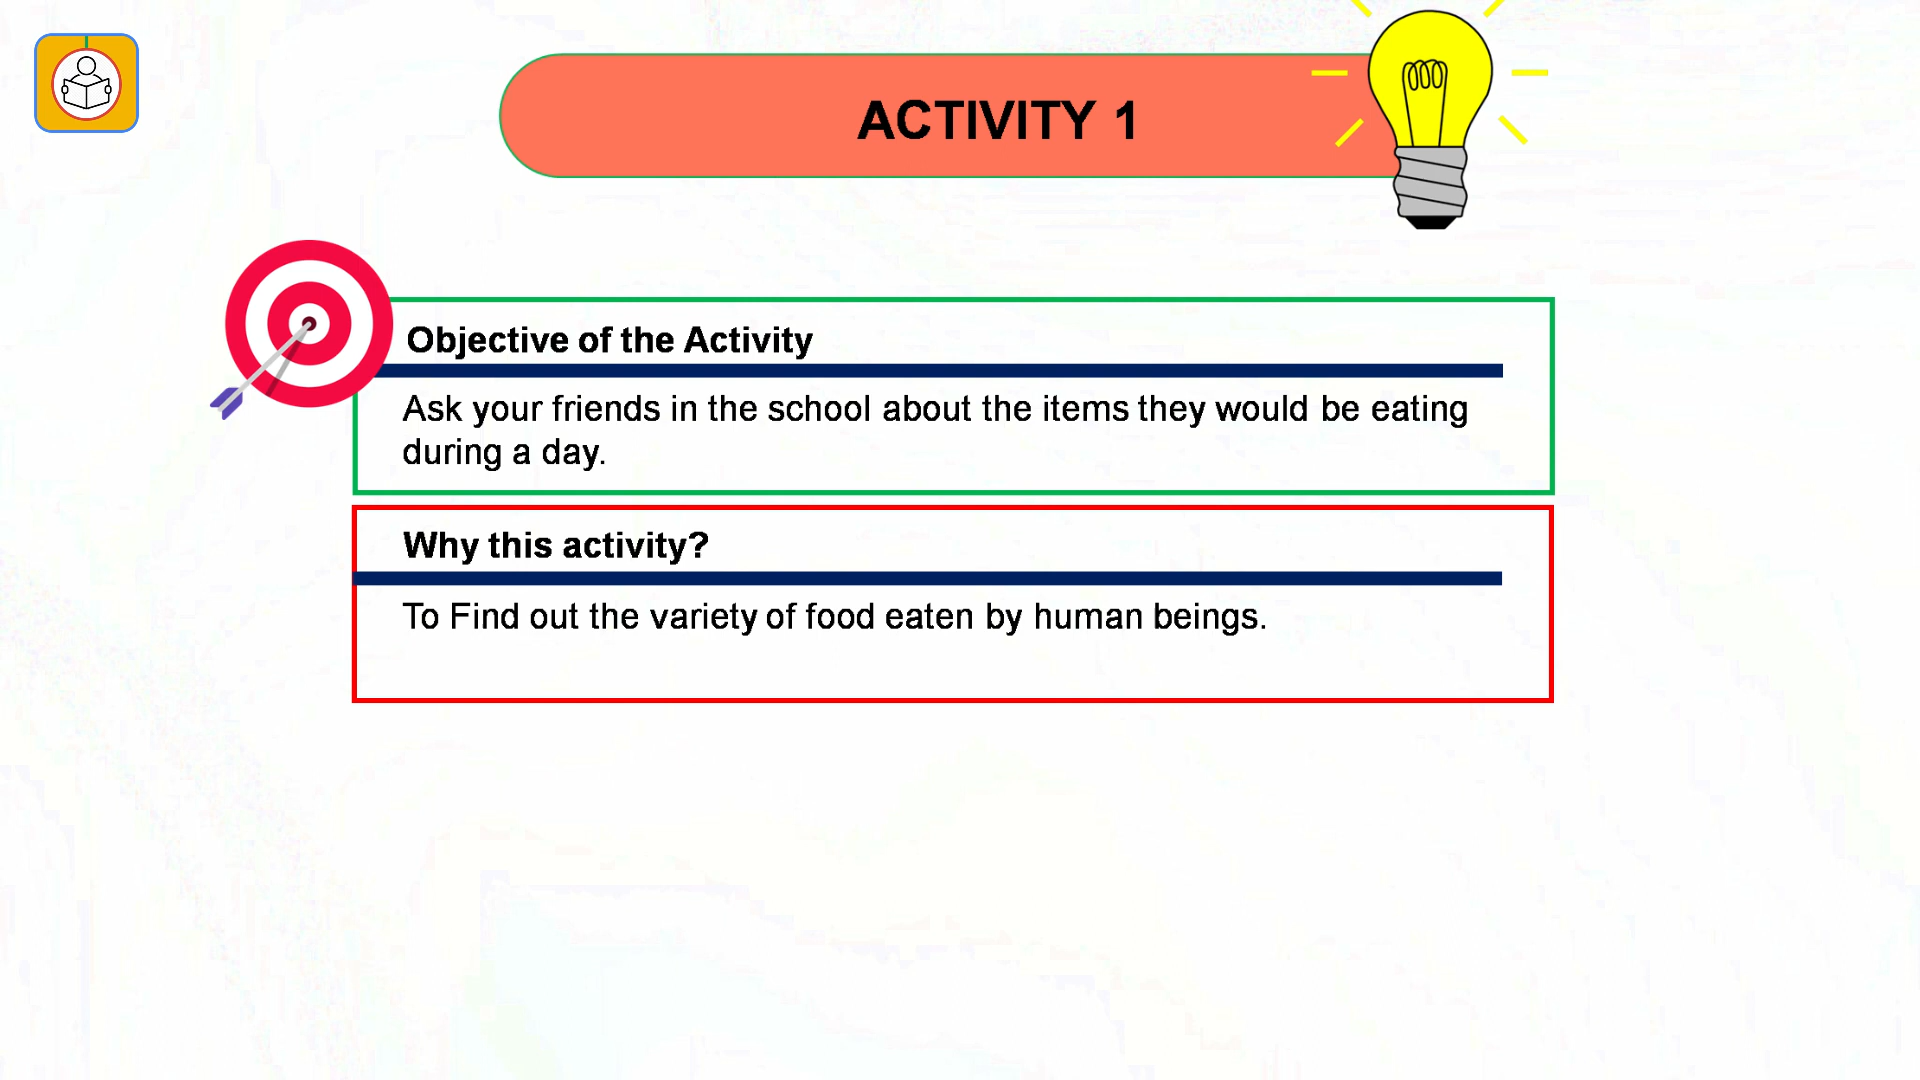 ACTIVITY 1
Objective of the Activity
Ask your friends in the school about the items they would be eating
during a day.
Why this activity?
To Find out the variety of food eaten by human beings.